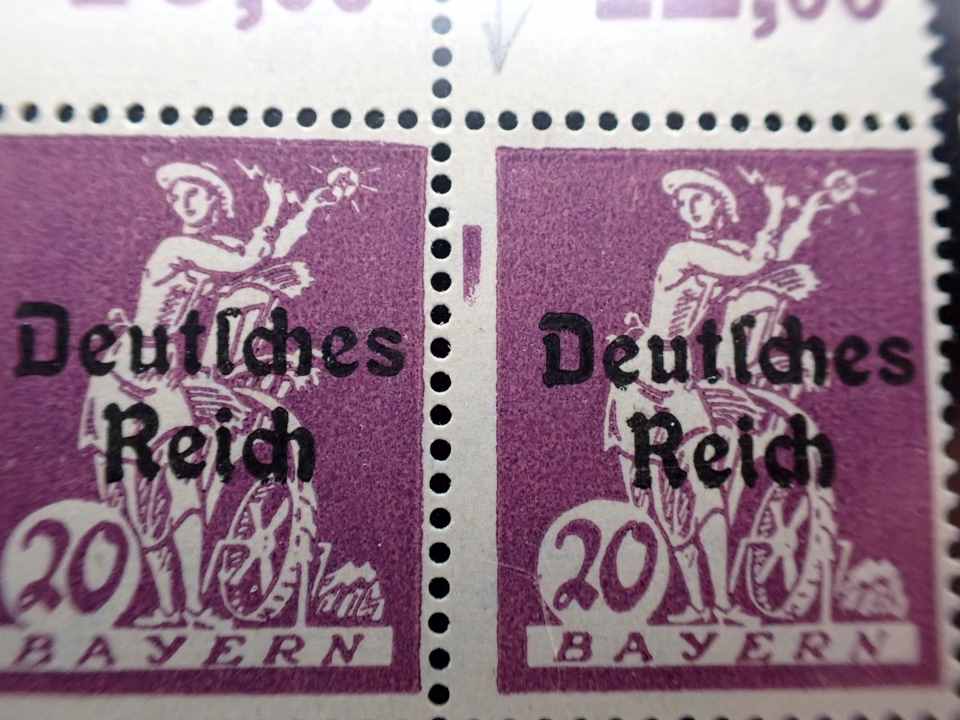 Deutſches
Reich
20
BAYERN
Deutſches
Reich
20
BAYERN